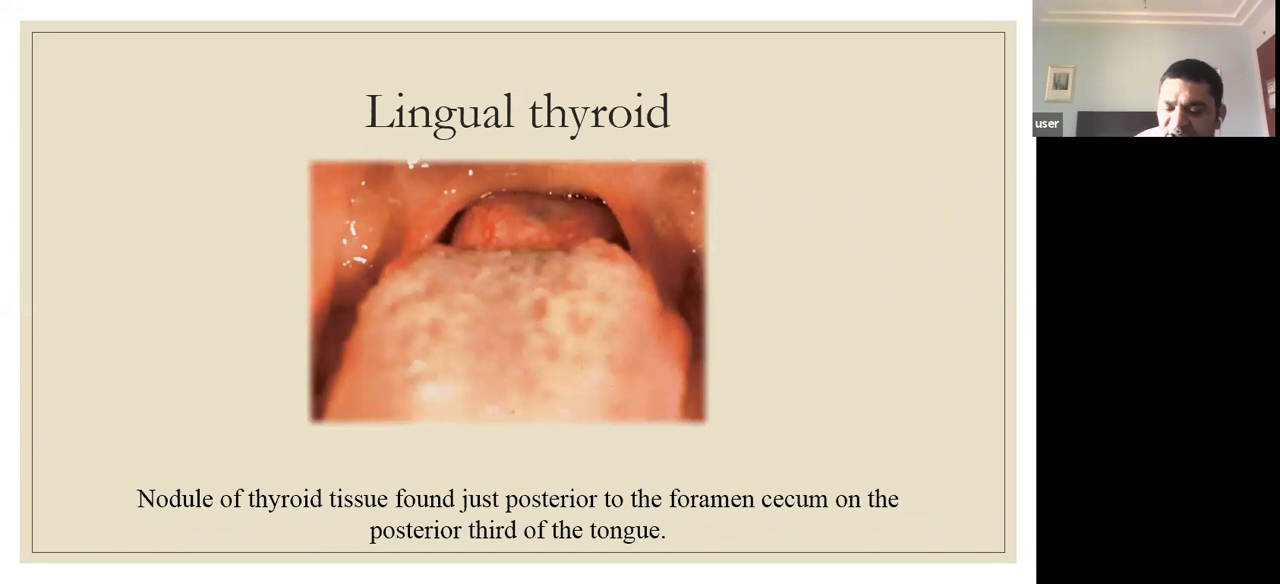 Lingual thyroid
user
Nodule of thyroid tissue found just posterior to the foramen cecum on the
posterior third of the tongue.